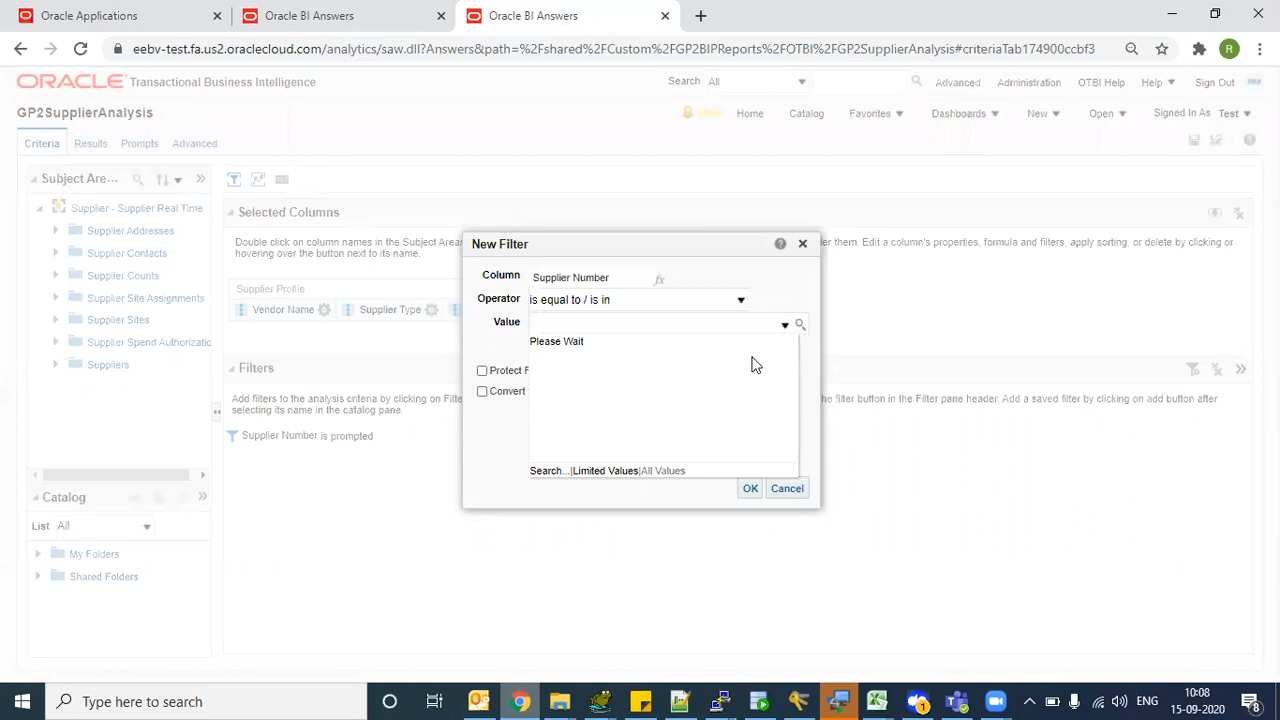 Oracle Applications
Oracle BI Answers
Oracle BI Answers
eebv-test.fa.us2.oraclecloud.com/analytics/saw.dll?Answers&path=%2Fshared%2FCustom%2FGP2BIPReports%2FOTBI%2FGP2SupplierAnalysis#criteriaTab174900ccbf3
R
ORACLE Transactional Business Intelligence
Search All
Advanced Administration OTBI Help Help Sign Out
GP2SupplierAnalysis
Home Catalog Favorites Dashboards New Open Signed In As Test
Criteria Results Prompts Advanced
Subject Are...
Supplier - Supplier Real Time
Supplier Addresses
Supplier Contacts
Supplier Counts
Supplier Site Assignments
Supplier Sites
Supplier Spend Authorizatio
Suppliers
Selected Columns
Double click on column names in the Subject Areas
der them. Edit a column's properties, formula and filters, apply sorting, or delete by clicking or
hovering over the button next to its name.
Supplier Profile
Vendor Name Supplier Type
Filters
Add filters to the analysis criteria by clicking on Filter
the filter button in the Filter pane header. Add a saved filter by clicking on add button after
selecting its name in the catalog pane.
Supplier Number is prompted
New Filter
Column Supplier Number fx
Operator is equal to / is in
Value
Please Wait
Protect F
Convert
Search...|Limited Values|All Values
OK Cancel
Catalog
List All
My Folders
Shared Folders
Type here to search
ENG
10:08
15-09-2020
8